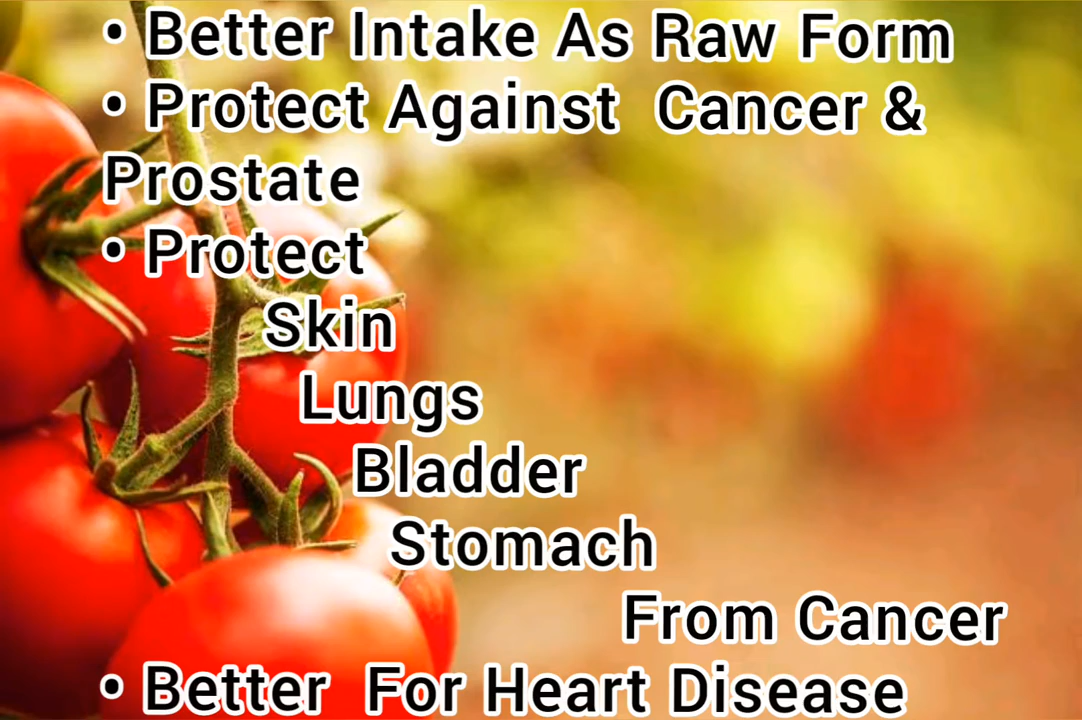 • Better Intake As Raw Form
• Protect Against Cancer &
Prostate
• Protect
Skin
Lungs
Bladder
Stomach
From Cancer
• Better For Heart Disease